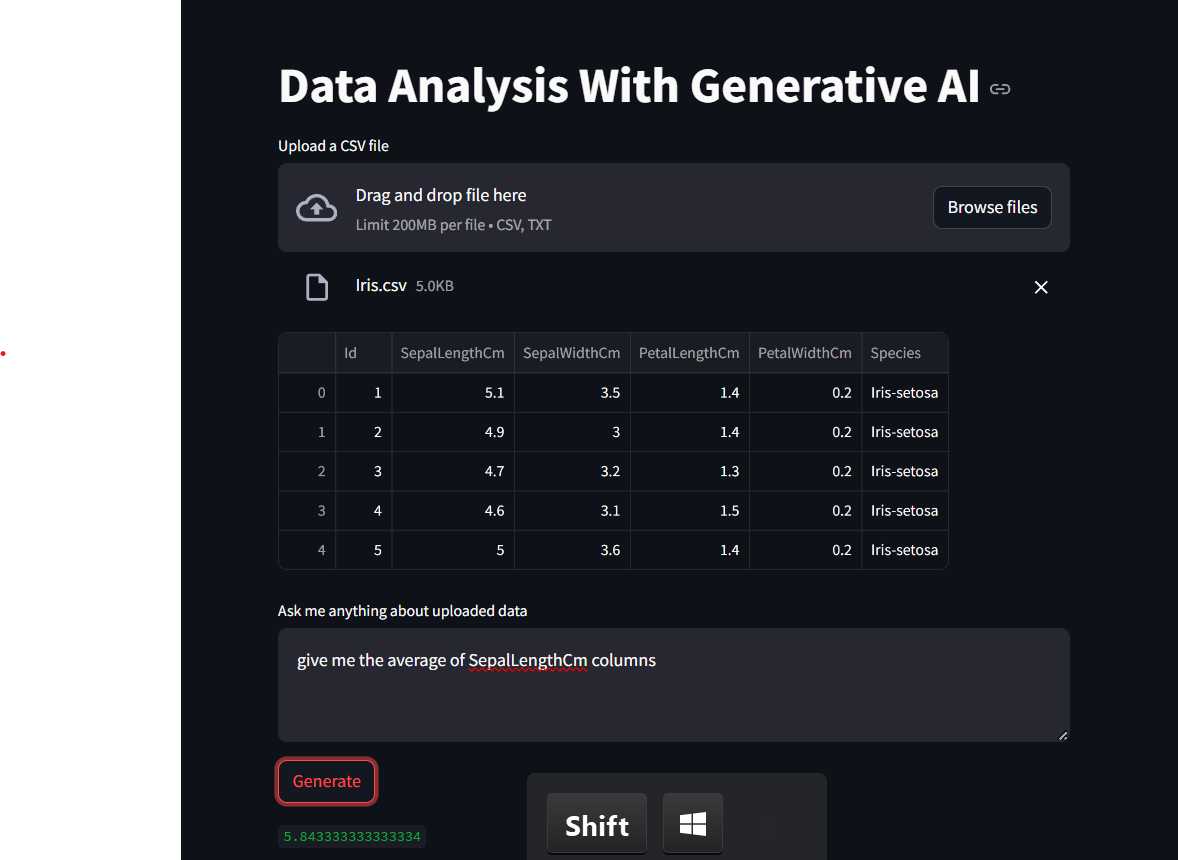 Data Analysis With Generative AI
Upload a CSV file
Drag and drop file here
Limit 200MB per file • CSV, TXT
Browse files
Iris.csv 5.0KB
Id SepalLengthCm SepalWidthCm PetalLengthCm PetalWidthCm Species
0 1 5.1 3.5 1.4 0.2 Iris-setosa
1 2 4.9 3 1.4 0.2 Iris-setosa
2 3 4.7 3.2 1.3 0.2 Iris-setosa
3 4 4.6 3.1 1.5 0.2 Iris-setosa
4 5 5 3.6 1.4 0.2 Iris-setosa
Ask me anything about uploaded data
give me the average of SepalLengthCm columns
Generate
Shift
5.843333333333334